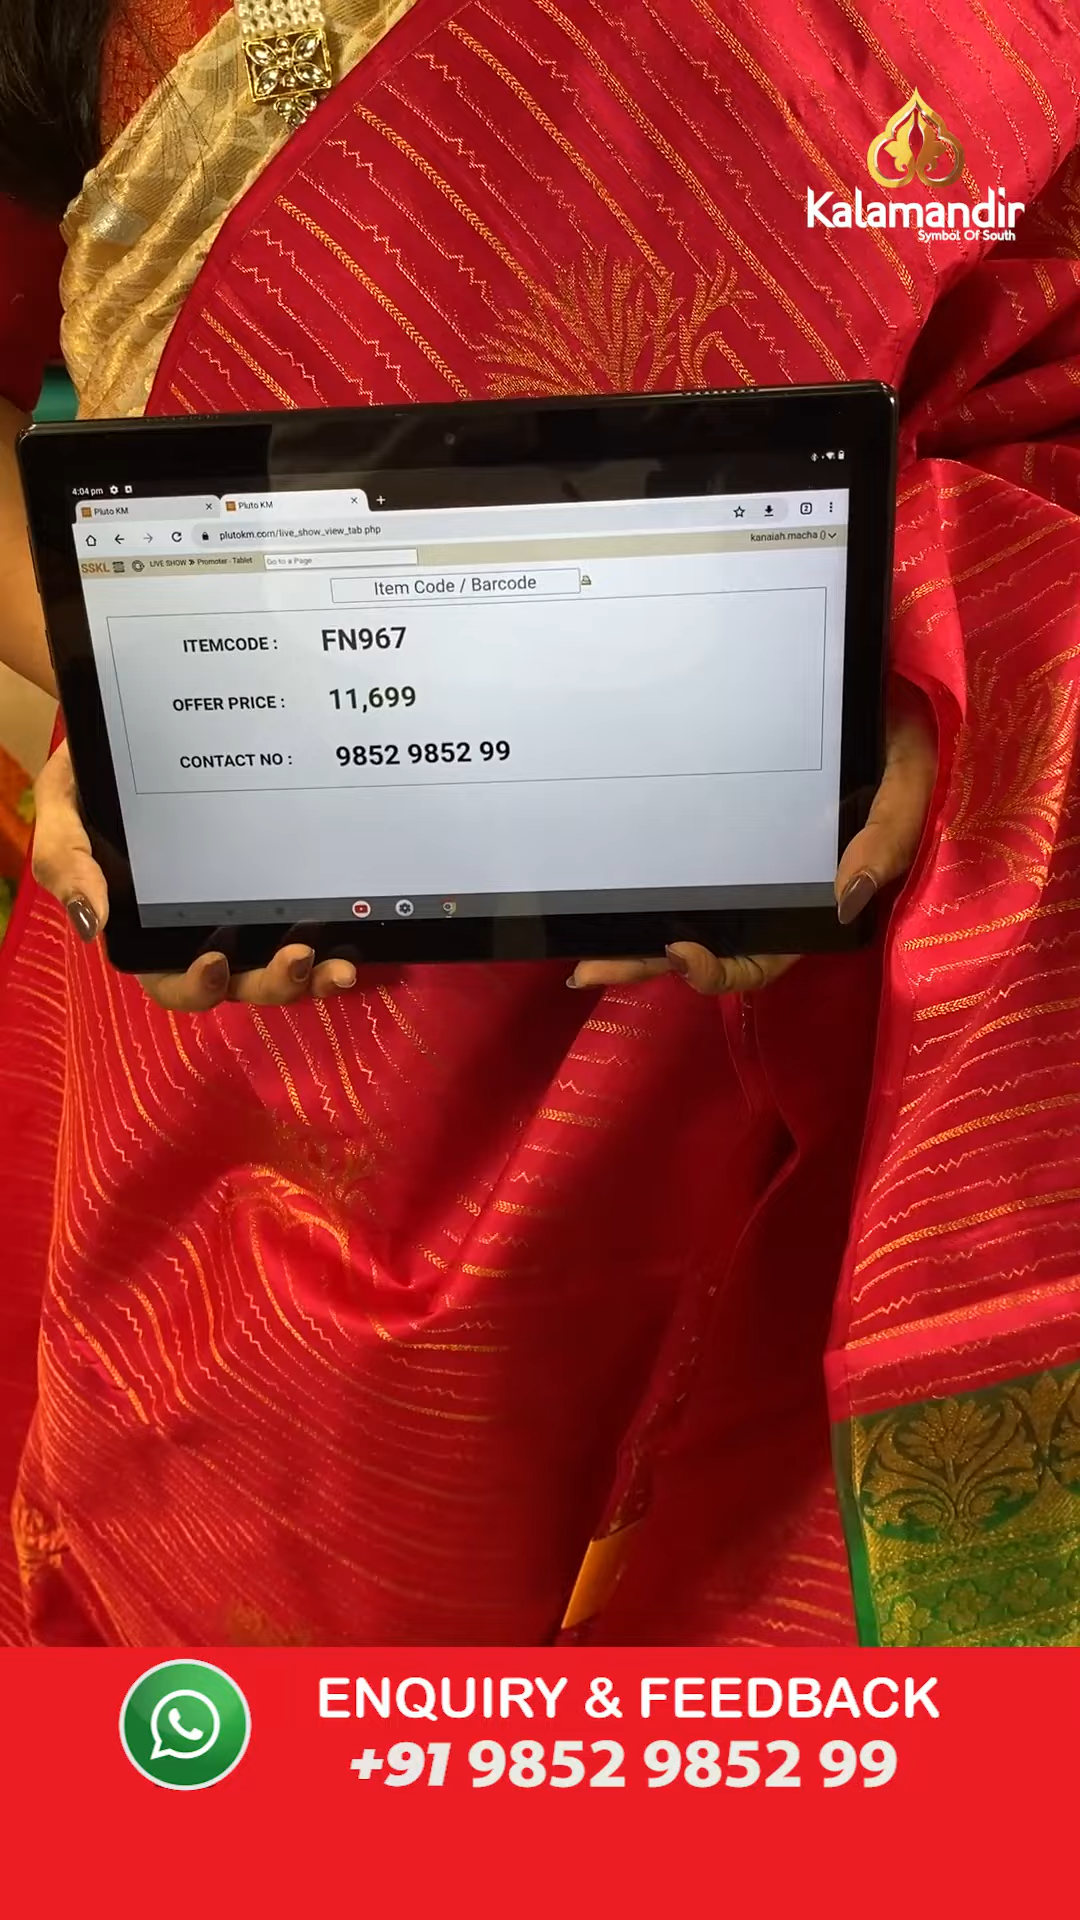 Kalamandir
Symbol Of South
4:04 pm
Pluto KM
Pluto KM
plutokm.com/live_show_view_tab.php
2
kanaiah.macha ()
SSKL
LIVE SHOW
Promoter - Tablet
Go to a Page
Item Code / Barcode
ITEMCODE : FN967
OFFER PRICE : 11,699
CONTACT NO : 9852 9852 99
ENQUIRY & FEEDBACK
+91 9852 9852 99